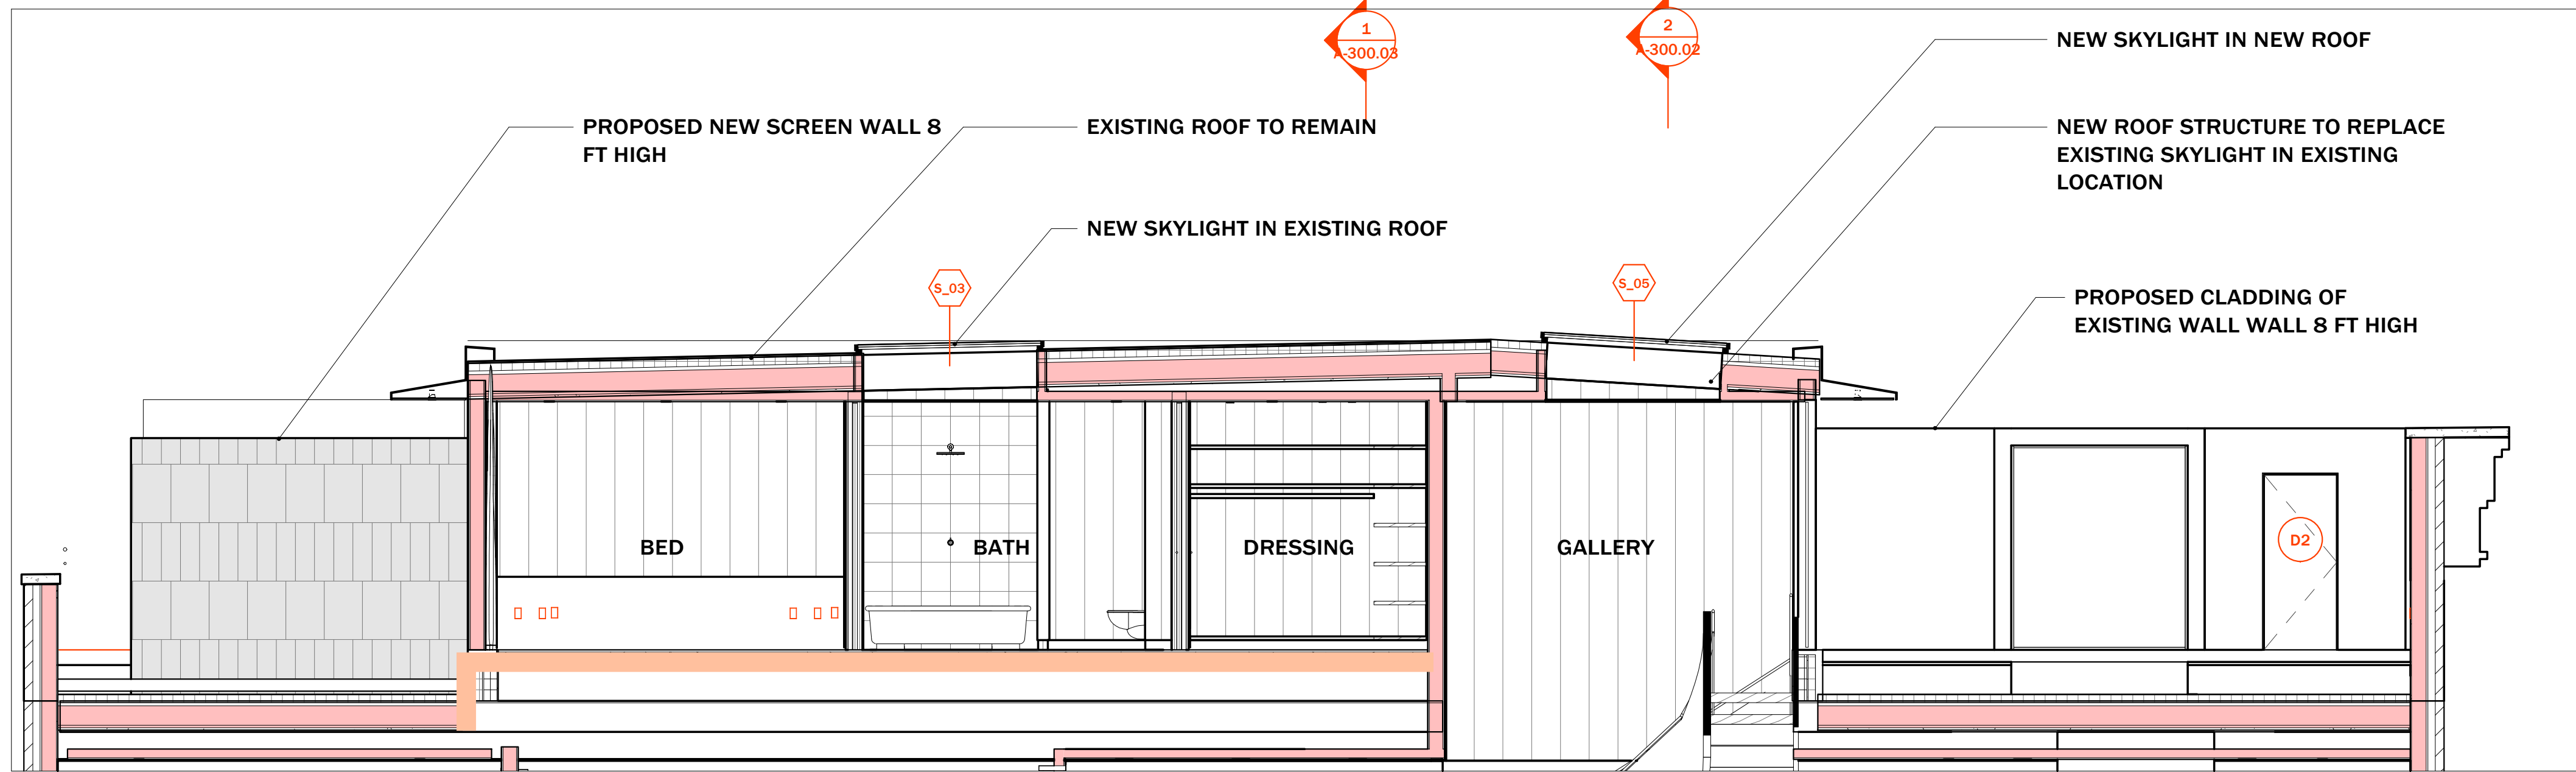 1
A-300.03
2
A-300.02
NEW SKYLIGHT IN NEW ROOF
PROPOSED NEW SCREEN WALL 8
FT HIGH
EXISTING ROOF TO REMAIN
NEW ROOF STRUCTURE TO REPLACE
EXISTING SKYLIGHT IN EXISTING
LOCATION
NEW SKYLIGHT IN EXISTING ROOF
S_03
S_05
PROPOSED CLADDING OF
EXISTING WALL WALL 8 FT HIGH
BED
BATH
DRESSING
GALLERY
D2